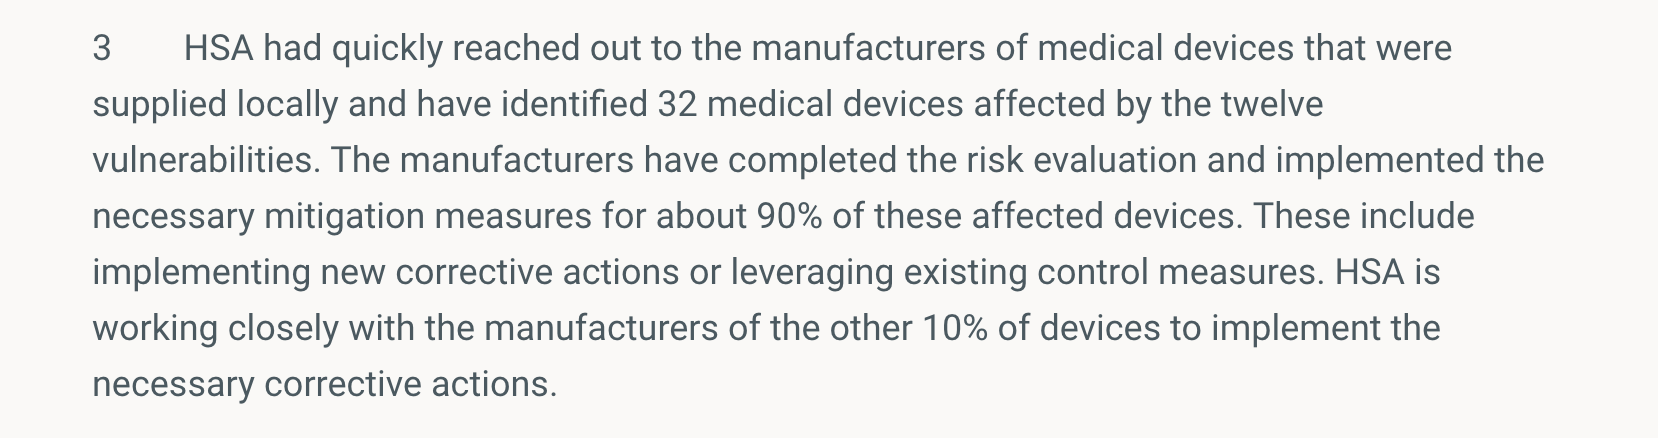 3 HSA had quickly reached out to the manufacturers of medical devices that were
supplied locally and have identified 32 medical devices affected by the twelve
vulnerabilities. The manufacturers have completed the risk evaluation and implemented the
necessary mitigation measures for about 90% of these affected devices. These include
implementing new corrective actions or leveraging existing control measures. HSA is
working closely with the manufacturers of the other 10% of devices to implement the
necessary corrective actions.